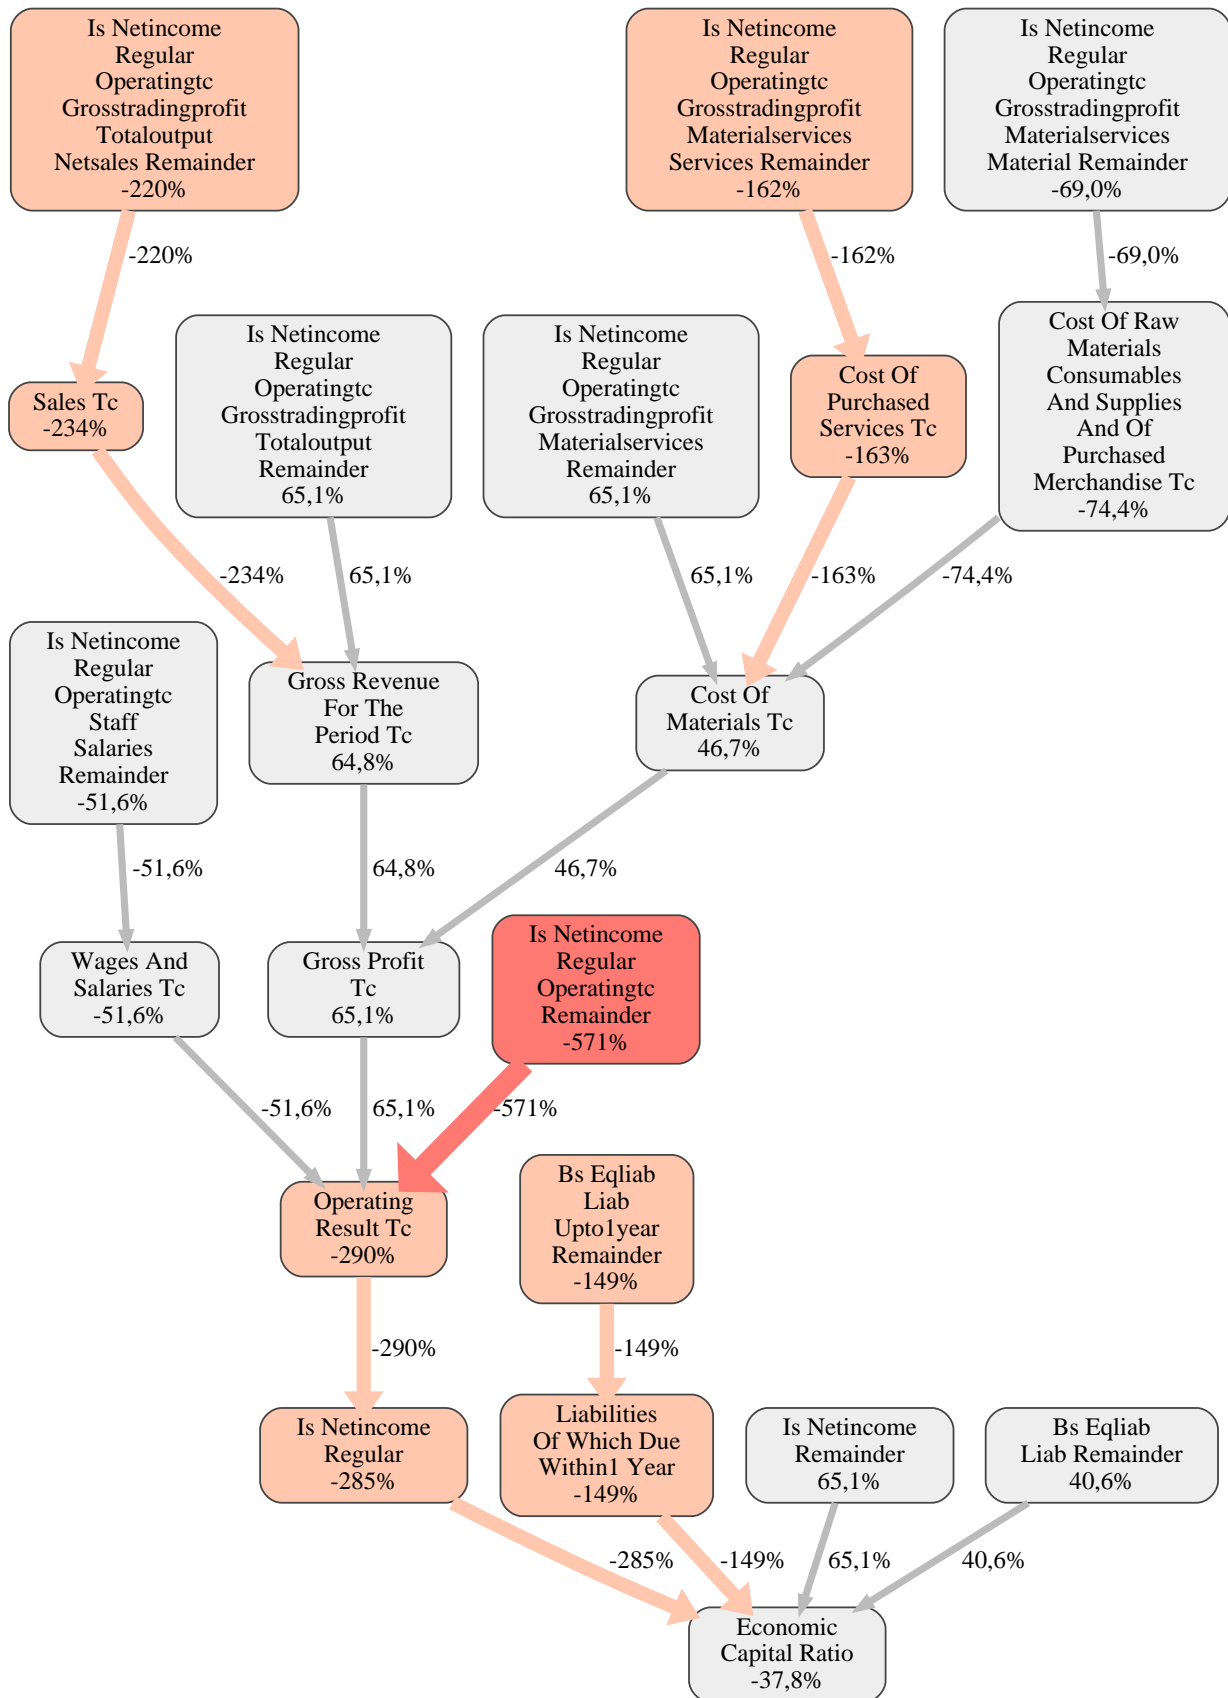 Is Netincome
Regular
Operatingtc
Grosstradingprofit
Totaloutput
Netsales Remainder
-220%
Is Netincome
Regular
Operatingtc
Grosstradingprofit
Materialservices
Services Remainder
-162%
Is Netincome
Regular
Operatingtc
Grosstradingprofit
Materialservices
Material Remainder
-69,0%
-220%
-162%
-69,0%
Sales Tc
-234%
Is Netincome
Regular
Operatingtc
Grosstradingprofit
Totaloutput
Remainder
65,1%
Is Netincome
Regular
Operatingtc
Grosstradingprofit
Materialservices
Remainder
65,1%
Cost Of
Purchased
Services Tc
-163%
Cost Of Raw
Materials
Consumables
And Supplies
And Of
Purchased
Merchandise Tc
-74,4%
-234%
65,1%
65,1%
-163%
-74,4%
Is Netincome
Regular
Operatingtc
Staff
Salaries
Remainder
-51,6%
Gross Revenue
For The
Period Tc
64,8%
Cost Of
Materials Tc
46,7%
-51,6%
64,8%
46,7%
Wages And
Salaries Tc
-51,6%
Gross Profit
Tc
65,1%
Is Netincome
Regular
Operatingtc
Remainder
-571%
-51,6%
65,1%
-571%
Operating
Result Tc
-290%
Bs Eqliab
Liab
Upto1year
Remainder
-149%
-290%
-149%
Is Netincome
Regular
-285%
Liabilities
Of Which Due
Within1 Year
-149%
Is Netincome
Remainder
65,1%
Bs Eqliab
Liab Remainder
40,6%
-285%
-149%
65,1%
40,6%
Economic
Capital Ratio
-37,8%